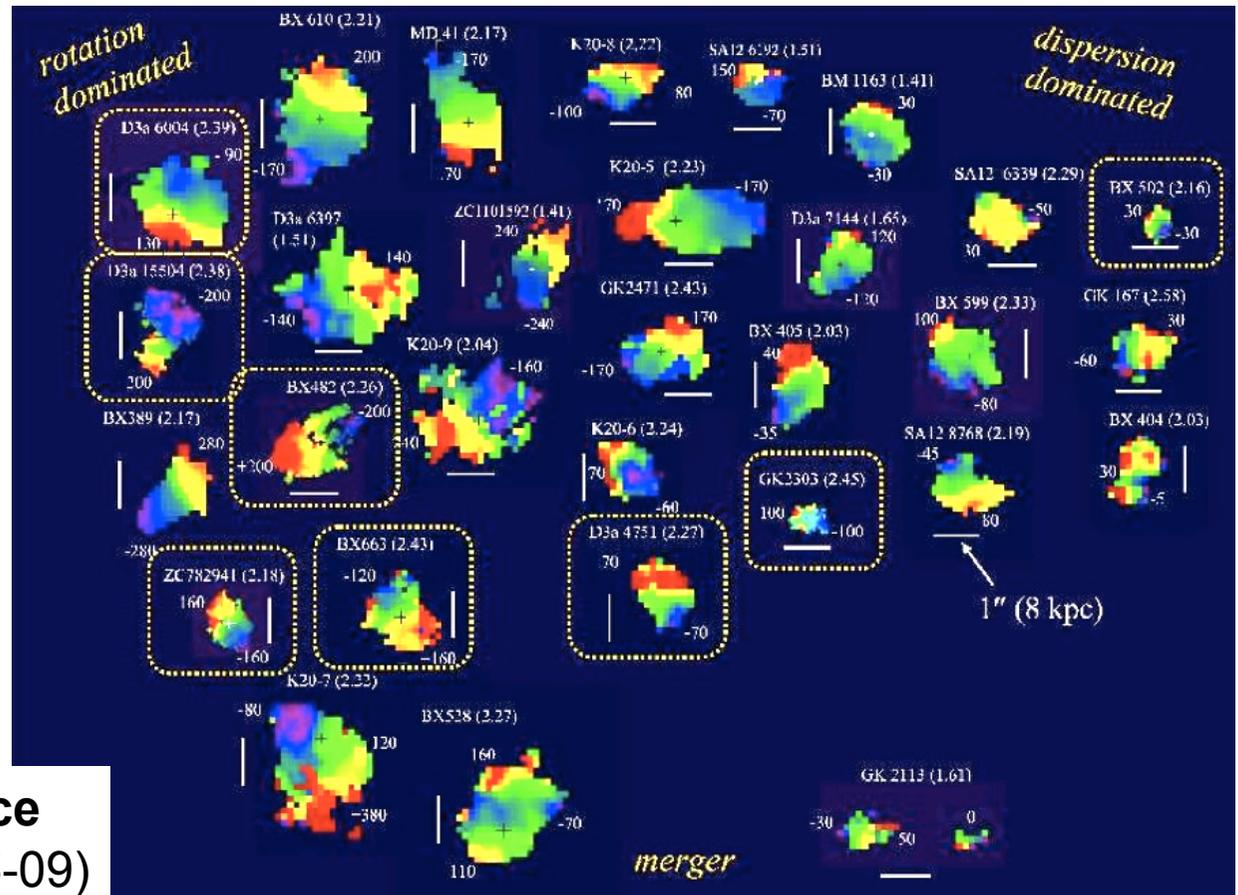 rotation
dominated
dispersion
dominated
BX 610 (2.21)
200
-170
MD 41 (2.17)
-170
K20-8 (2.22)
-100
80
SA12 6192 (1.51)
150
-70
BM 1163 (1.41)
30
-30
D3a 6004 (2.39)
-90
130
D3a 6397
(1.51)
140
-140
ZC1101592 (1.41)
240
-240
K20-5 (2.23)
-170
D3a 7144 (1.65)
120
-120
SA12 6339 (2.29)
-50
30
BX 502 (2.16)
30
-30
D3a 15504 (2.38)
-200
200
GK2471 (2.43)
170
-170
BX 405 (2.03)
40
-35
BX 599 (2.33)
100
-80
GK 167 (2.58)
30
-60
BX389 (2.17)
280
-280
BX482 (2.26)
-200
+200
K20-9 (2.04)
-160
K20-6 (2.24)
70
-60
GK2303 (2.45)
100
-100
SA12 8768 (2.19)
-45
80
BX 404 (2.03)
30
-5
ZC782941 (2.18)
160
-160
BX663 (2.43)
-120
-160
D3a 4751 (2.27)
70
-70
1″ (8 kpc)
K20-7 (2.22)
-80
120
-380
BX528 (2.27)
160
-70
110
merger
GK 2113 (1.61)
-30
50
0
-09)